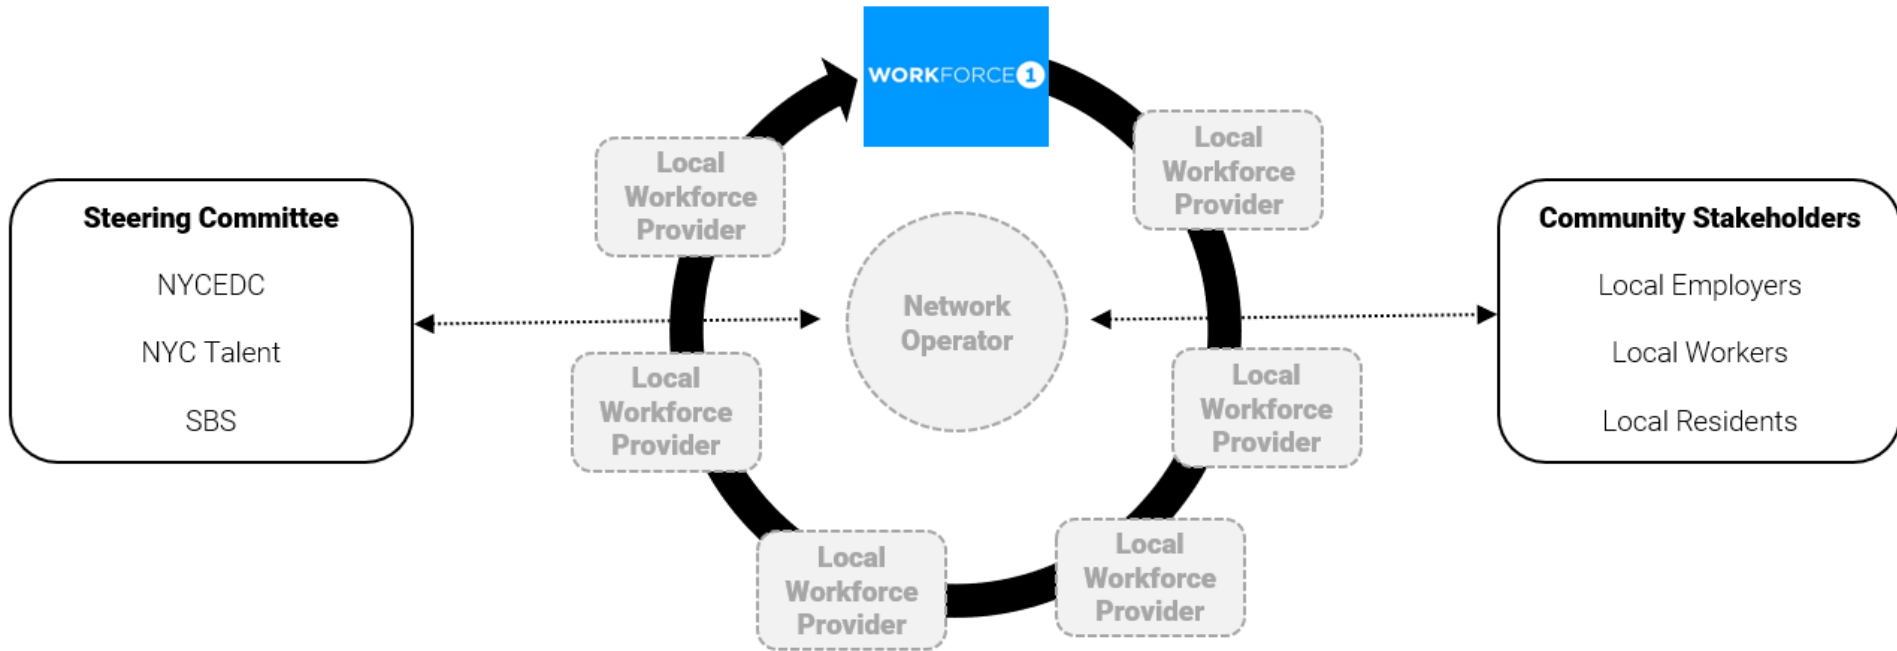 WORKFORCE1
Local
Workforce
Provider
Local
Workforce
Provider
Steering Committee
NYCEDC
NYC Talent
SBS
Network
Operator
Community Stakeholders
Local Employers
Local Workers
Local Residents
Local
Workforce
Provider
Local
Workforce
Provider
Local
Workforce
Provider
Local
Workforce
Provider